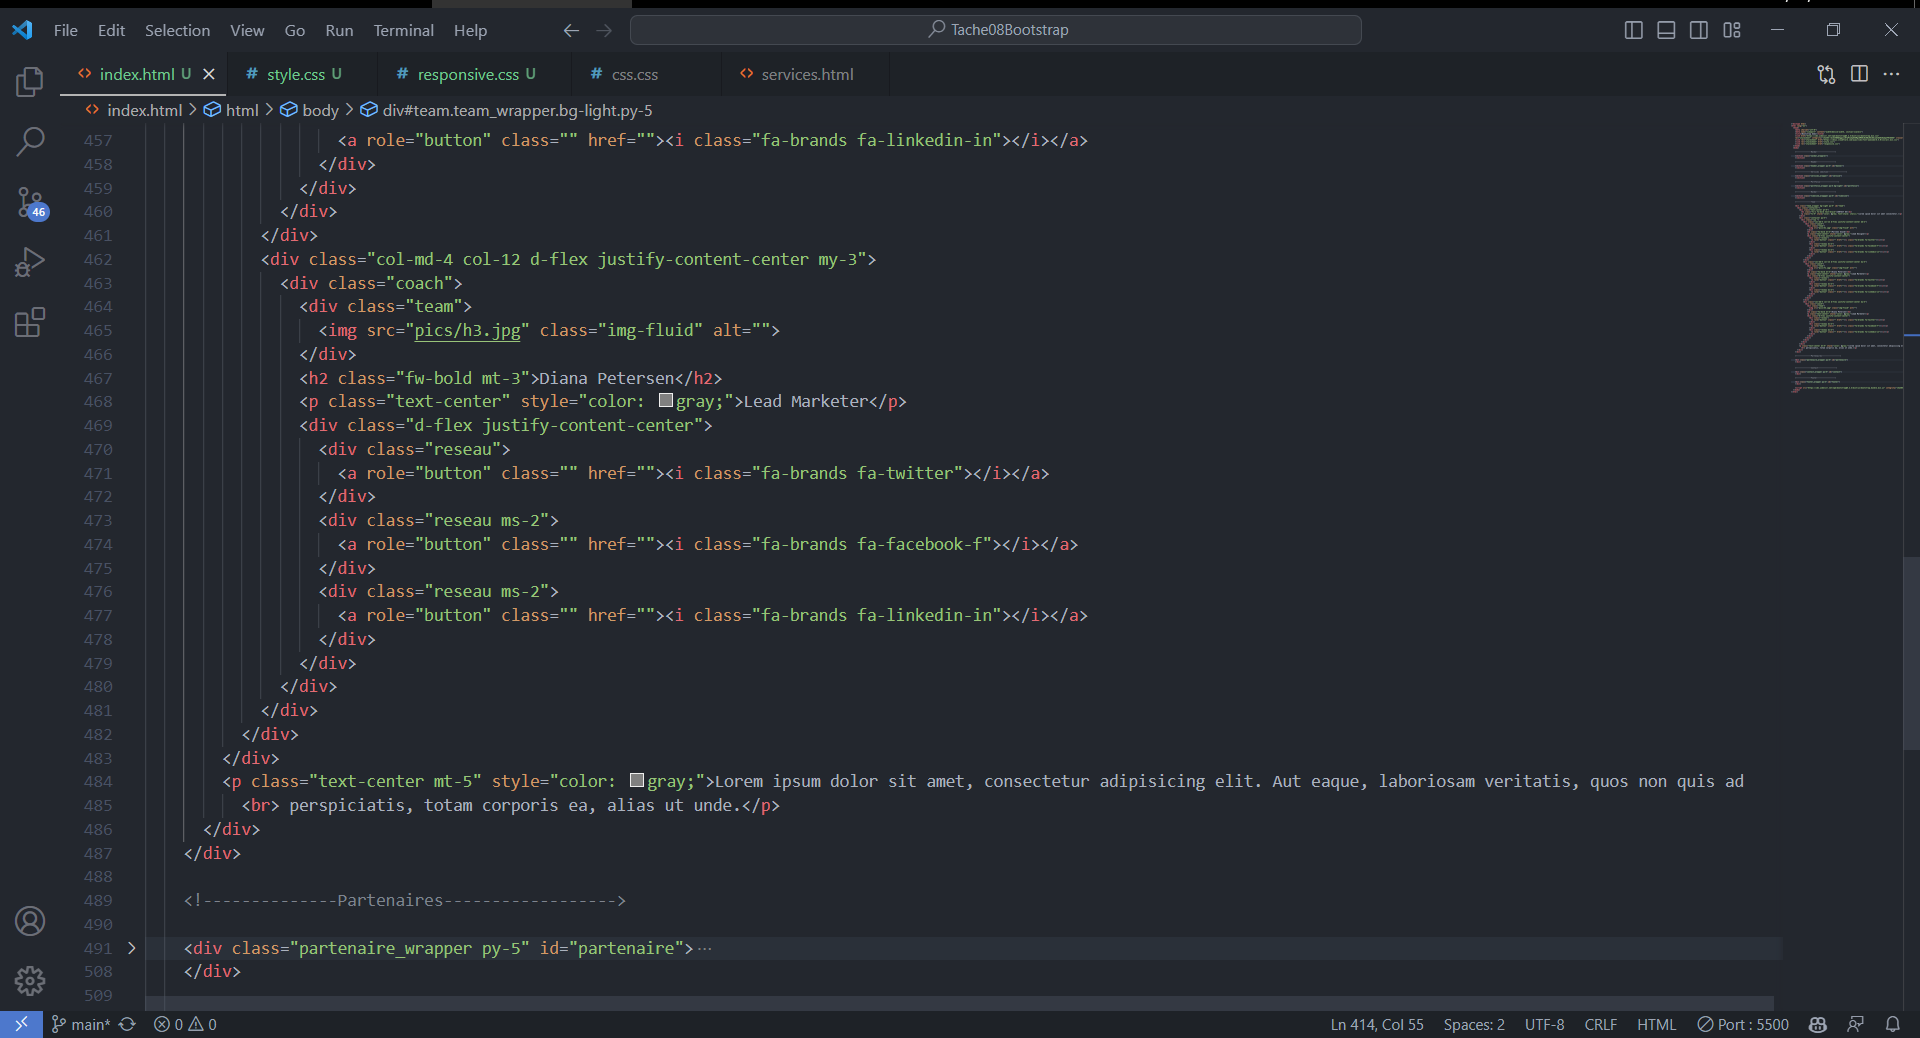 File Edit Selection View Go Run Terminal Help Tache08Bootstrap
index.html U style.css U responsive.css U css.css services.html
index.html > html > body > div#team.team_wrapper.bg-light.py-5
457 <a role="button" class="" href=""><i class="fa-brands fa-linkedin-in"></i></a>
458 </div>
459 </div>
460 </div>
461 </div>
462 <div class="col-md-4 col-12 d-flex justify-content-center my-3">
463 <div class="coach">
464 <div class="team">
465 <img src="pics/h3.jpg" class="img-fluid" alt="">
466 </div>
467 <h2 class="fw-bold mt-3">Diana Petersen</h2>
468 <p class="text-center" style="color: gray;">Lead Marketer</p>
469 <div class="d-flex justify-content-center">
470 <div class="reseau">
471 <a role="button" class="" href=""><i class="fa-brands fa-twitter"></i></a>
472 </div>
473 <div class="reseau ms-2">
474 <a role="button" class="" href=""><i class="fa-brands fa-facebook-f"></i></a>
475 </div>
476 <div class="reseau ms-2">
477 <a role="button" class="" href=""><i class="fa-brands fa-linkedin-in"></i></a>
478 </div>
479 </div>
480 </div>
481 </div>
482 </div>
483 </div>
484 <p class="text-center mt-5" style="color: gray;">Lorem ipsum dolor sit amet, consectetur adipisicing elit. Aut eaque, laboriosam veritatis, quos non quis ad
485 <br> perspiciatis, totam corporis ea, alias ut unde.</p>
486 </div>
487 </div>
488
489 <!--------------Partenaires------------------>
490
491 <div class="partenaire_wrapper py-5" id="partenaire">···
508 </div>
509
46
main* 0 0 Ln 414, Col 55 Spaces: 2 UTF-8 CRLF HTML Port : 5500